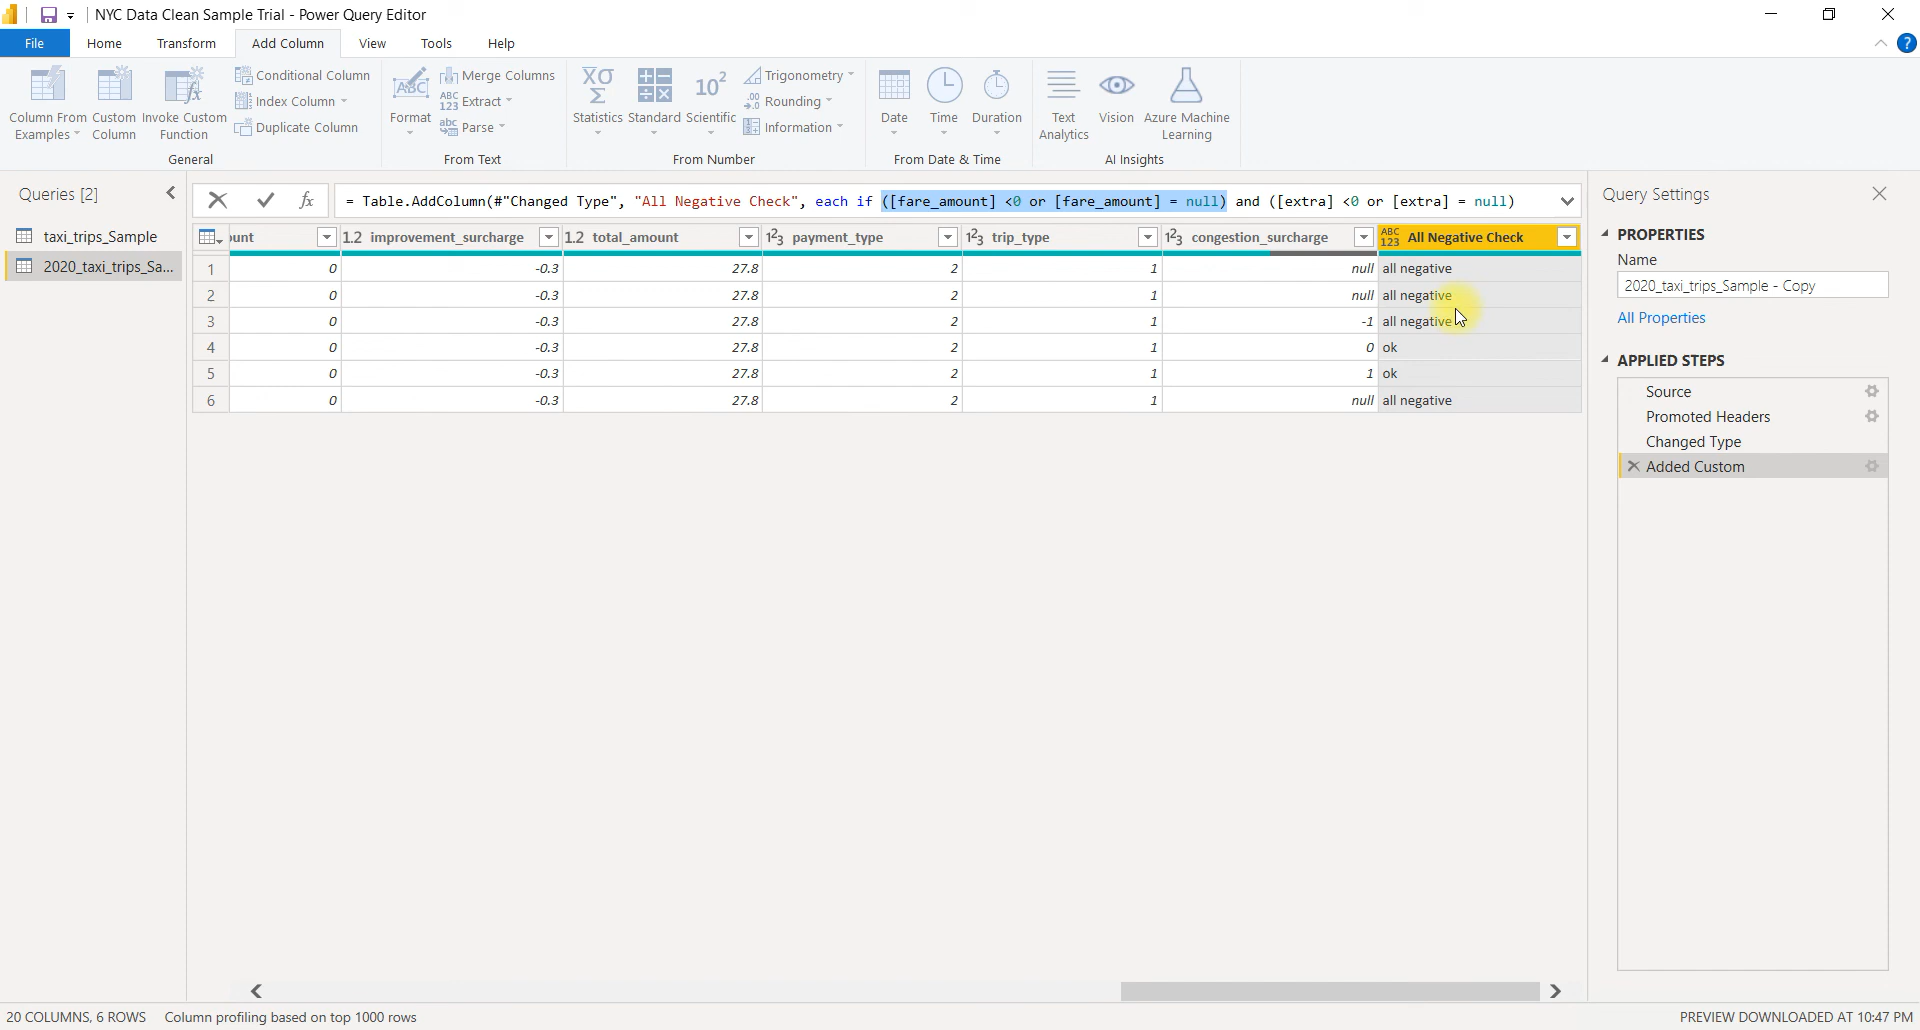 NYC Data Clean Sample Trial - Power Query Editor
File Home Transform Add Column View Tools Help
Column From Examples
Custom Column
Invoke Custom Function
Conditional Column
Index Column
Duplicate Column
General
Format
Merge Columns
Extract
Parse
From Text
Statistics
Standard
Scientific
Trigonometry
Rounding
Information
From Number
Date
Time
Duration
From Date & Time
Text Analytics
Vision
Azure Machine Learning
AI Insights
Queries [2]
taxi_trips_Sample
2020_taxi_trips_Sa...
= Table.AddColumn(#"Changed Type", "All Negative Check", each if ([fare_amount] <0 or [fare_amount] = null) and ([extra] <0 or [extra] = null)
1.2 improvement_surcharge 1.2 total_amount 123 payment_type 123 trip_type 123 congestion_surcharge ABC 123 All Negative Check
1 0 -0.3 27.8 2 1 null all negative
2 0 -0.3 27.8 2 1 null all negative
3 0 -0.3 27.8 2 1 -1 all negative
4 0 -0.3 27.8 2 1 0 ok
5 0 -0.3 27.8 2 1 1 ok
6 0 -0.3 27.8 2 1 null all negative
Query Settings
PROPERTIES
Name
2020_taxi_trips_Sample - Copy
All Properties
APPLIED STEPS
Source
Promoted Headers
Changed Type
Added Custom
20 COLUMNS, 6 ROWS Column profiling based on top 1000 rows
PREVIEW DOWNLOADED AT 10:47 PM